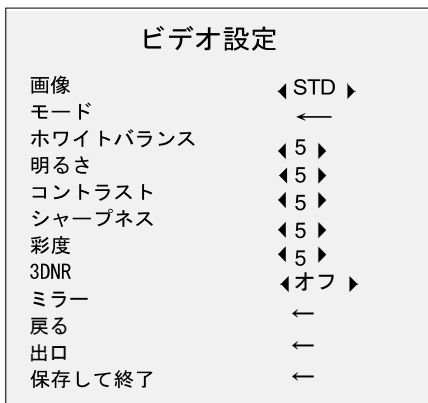 ビデオ設定
画像 ◀ STD ▶
モード ←
ホワイトバランス
◀ 5 ▶
明るさ ◀ 5 ▶
コントラスト ◀ 5 ▶
シャープネス ◀ 5 ▶
彩度 ◀ 5 ▶
3DNR ◀ オフ ▶
ミラー ←
戻る
出口 ←
保存して終了 ←